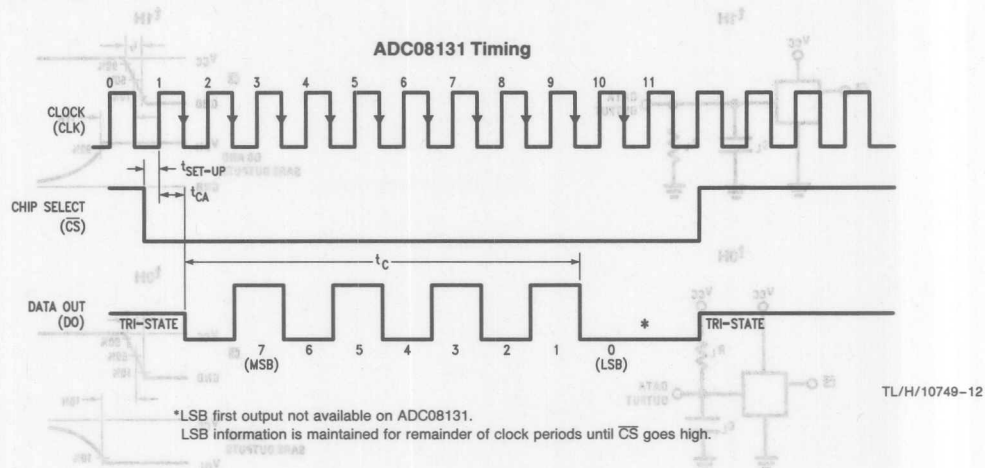 ADC08131 Timing
0 1 2 3 4 5 6 7 8 9 10 11
CLOCK
(CLK)
tSET-UP
tCA
CHIP SELECT
(CS)
tC
DATA OUT
(DO)
TRI-STATE
*
TRI-STATE
7 6 5 4 3 2 1 0
(MSB) (LSB)
TL/H/10749-12
*LSB first output not available on ADC08131.
LSB information is maintained for remainder of clock periods until CS goes high.